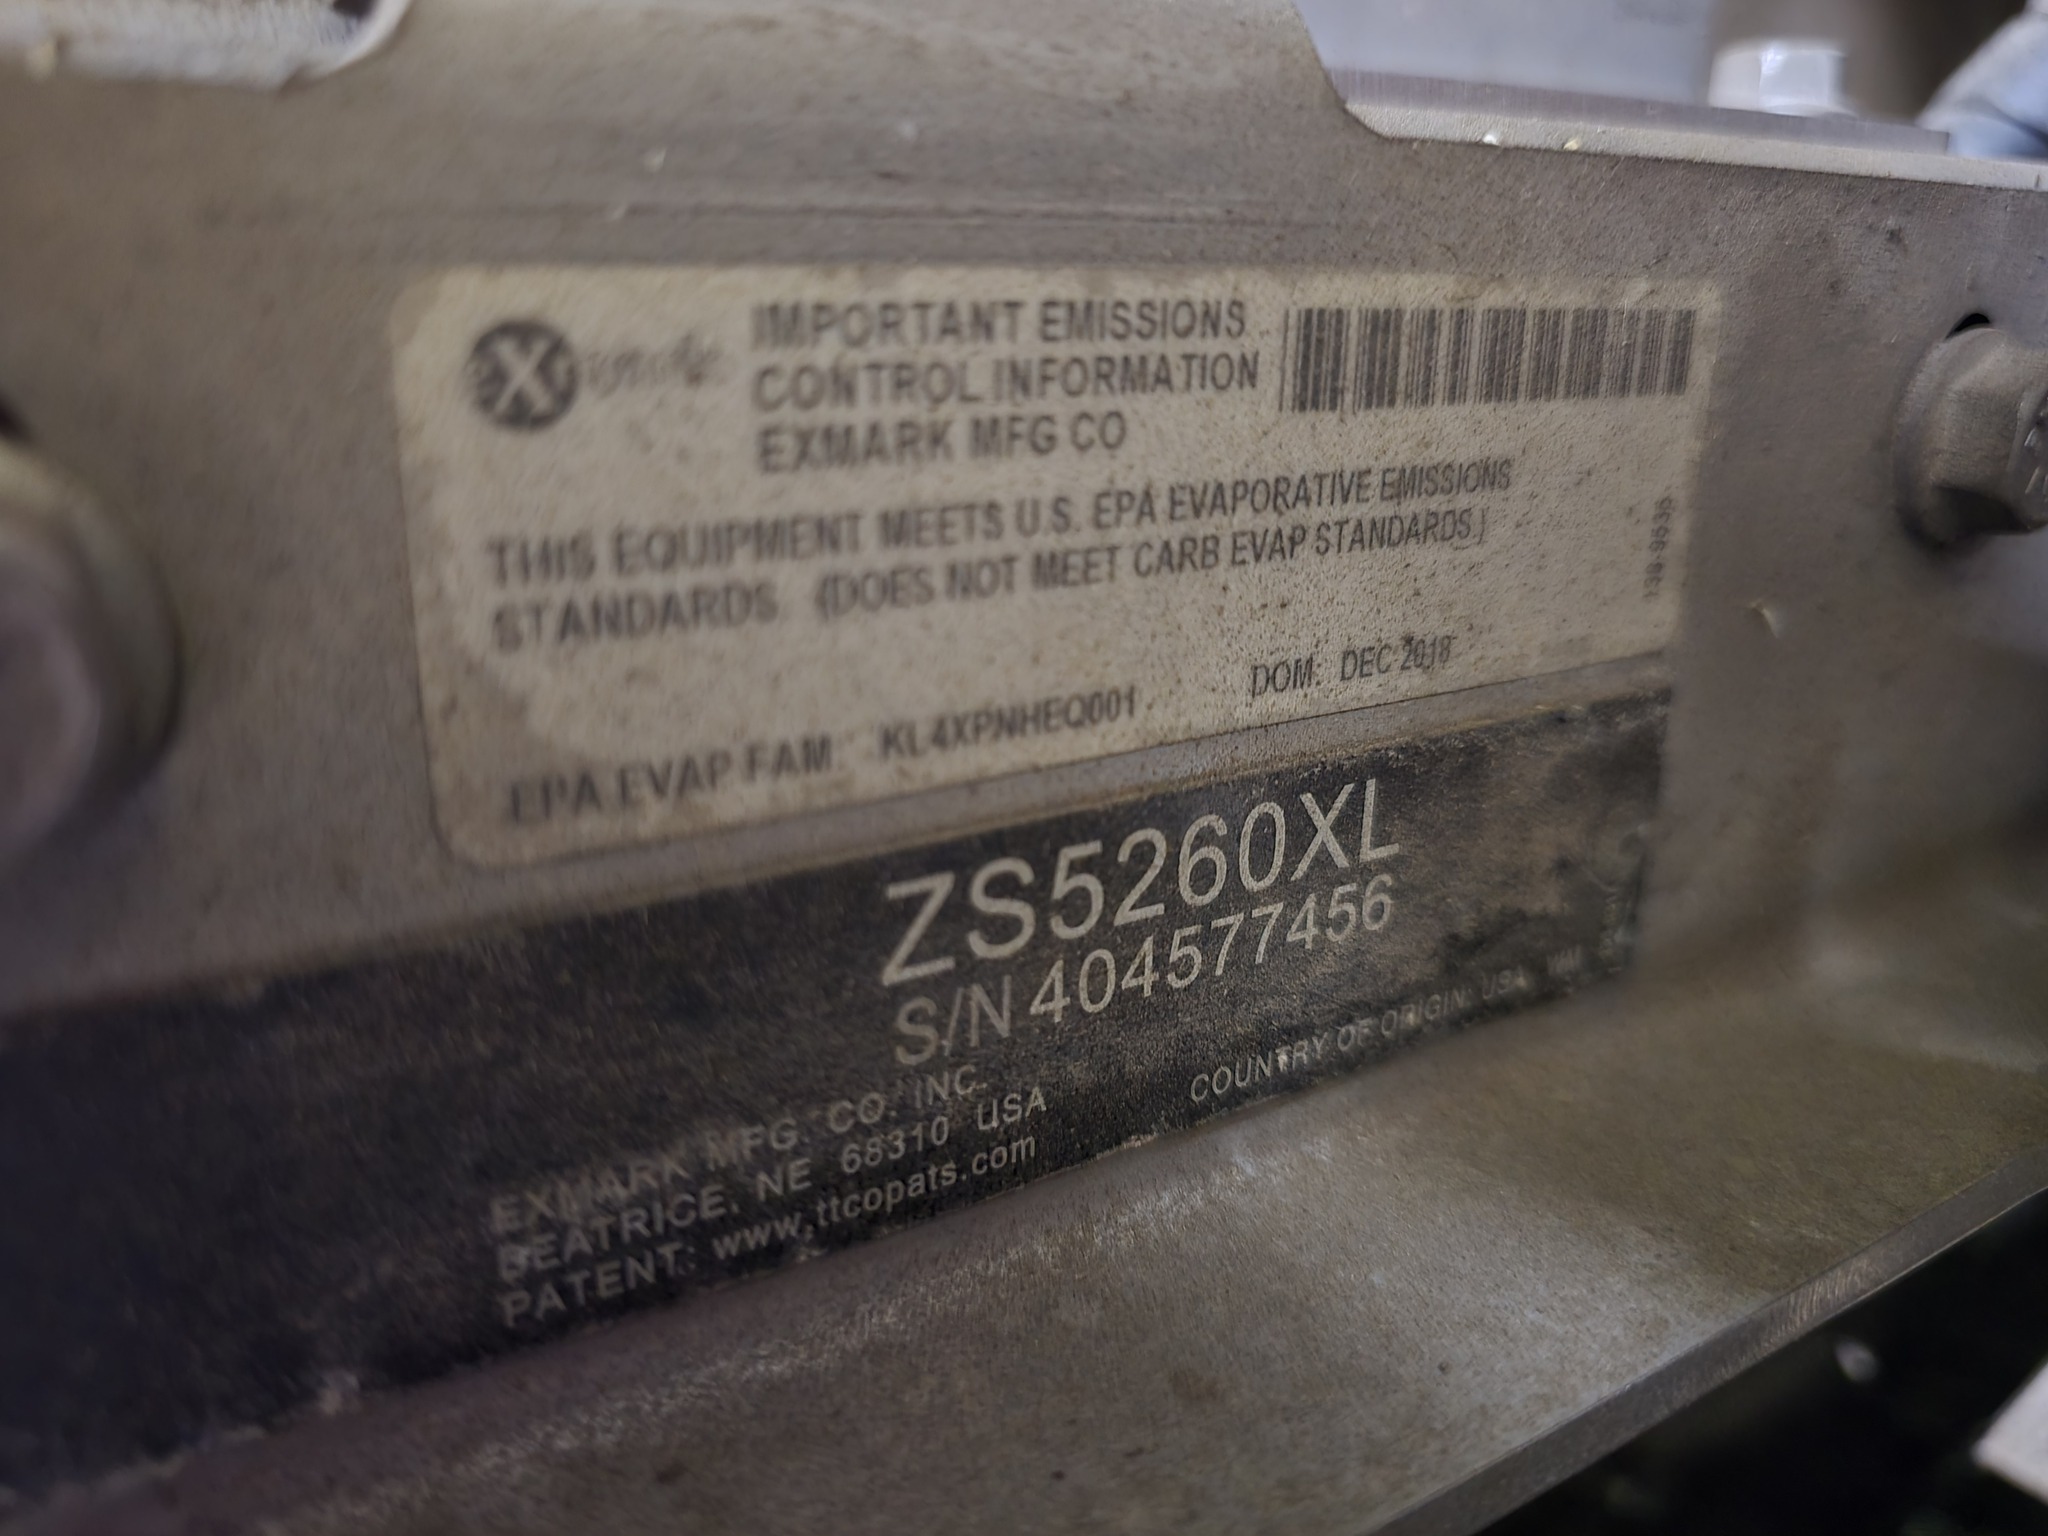 eX
IMPORTANT EMISSIONS
CONTROL INFORMATION
EXMARK MFG CO
THIS EQUIPMENT MEETS U.S. EPA EVAPORATIVE EMISSIONS
STANDARDS. (DOES NOT MEET CARB EVAP STANDARDS.)
EPA EVAP FAM: KL4XPNHEQ001
DOM: DEC 2018
ZS5260XL
S/N 404577456
EXMARK MFG. CO. INC.
BEATRICE, NE 68310 USA
PATENT: www.ttcopats.com
COUNTRY OF ORIGIN: USA